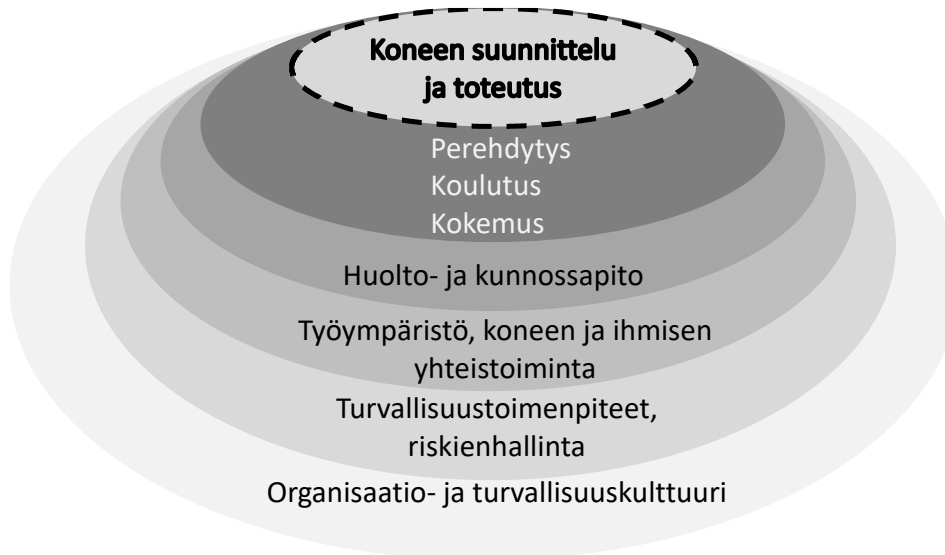 Koneen suunnittelu
ja toteutus
Perehdytys
Koulutus
Kokemus
Huolto- ja kunnossapito
Työympäristö, koneen ja ihmisen
yhteistoiminta
Turvallisuustoimenpiteet,
riskienhallinta
Organisaatio- ja turvallisuuskulttuuri